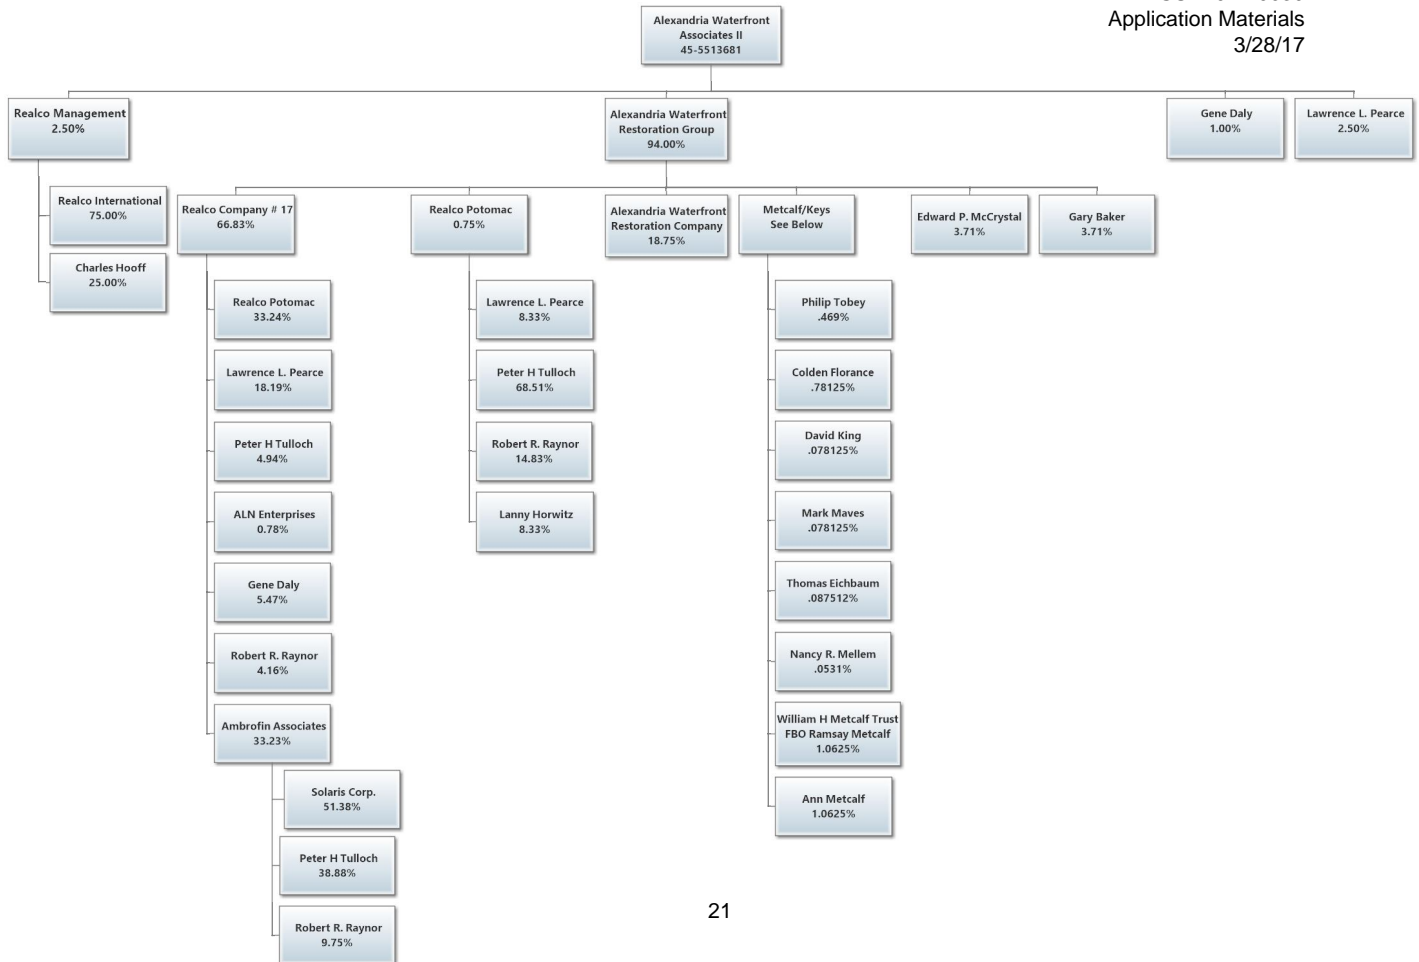 Application Materials
3/28/17
Alexandria Waterfront
Associates II
45-5513681
Realco Management
2.50%
Alexandria Waterfront
Restoration Group
94.00%
Gene Daly
1.00%
Lawrence L. Pearce
2.50%
Realco International
75.00%
Charles Hooff
25.00%
Realco Company # 17
66.83%
Realco Potomac
0.75%
Alexandria Waterfront
Restoration Company
18.75%
Metcalf/Keys
See Below
Edward P. McCrystal
3.71%
Gary Baker
3.71%
Realco Potomac
33.24%
Lawrence L. Pearce
18.19%
Peter H Tulloch
4.94%
ALN Enterprises
0.78%
Gene Daly
5.47%
Robert R. Raynor
4.16%
Ambrofin Associates
33.23%
Solaris Corp.
51.38%
Peter H Tulloch
38.88%
Robert R. Raynor
9.75%
Lawrence L. Pearce
8.33%
Peter H Tulloch
68.51%
Robert R. Raynor
14.83%
Lanny Horwitz
8.33%
Philip Tobey
.469%
Colden Florance
.78125%
David King
.078125%
Mark Maves
.078125%
Thomas Eichbaum
.087512%
Nancy R. Mellem
.0531%
William H Metcalf Trust
FBO Ramsay Metcalf
1.0625%
Ann Metcalf
1.0625%
21